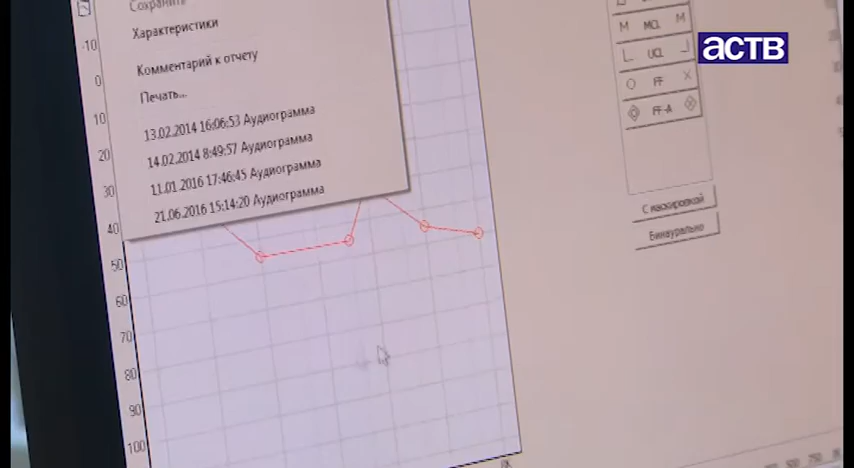 Сохранить
Характеристики
Комментарий к отчету
Печать...
13.02.2014 16:06:53 Аудиограмма
14.02.2014 8:49:57 Аудиограмма
11.01.2016 17:46:45 Аудиограмма
21.06.2016 15:14:20 Аудиограмма
-10
0
10
20
30
40
50
60
70
80
90
100
M MCL M
UCL
FF
FF-A
С маскировкой
Бинаурально
АСТВ